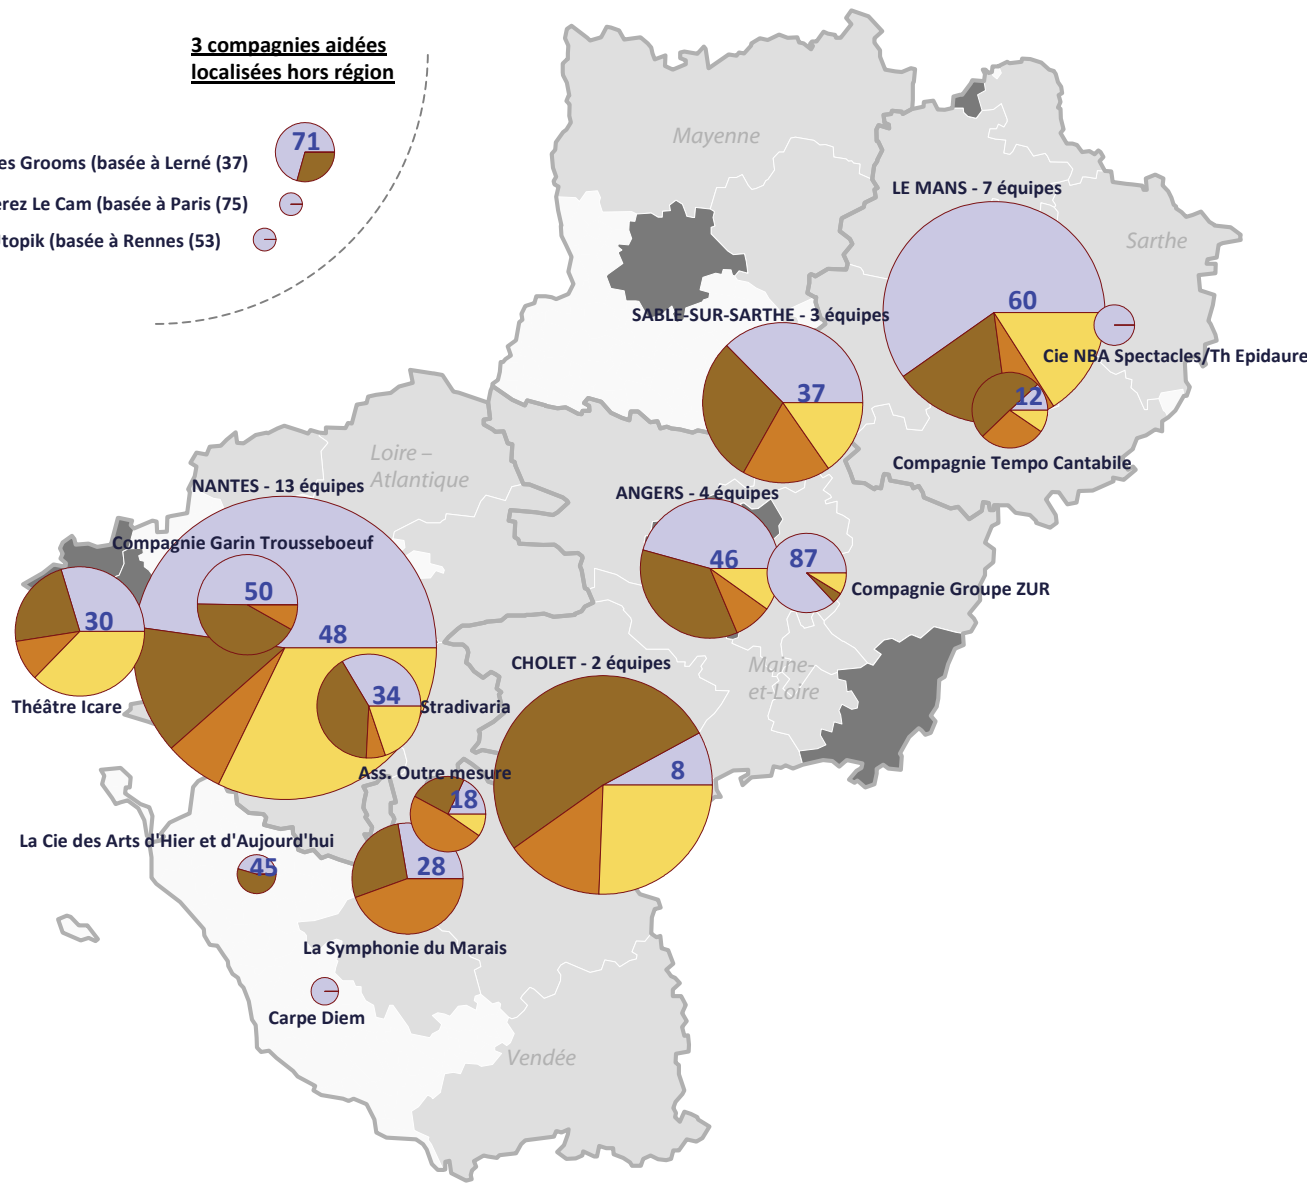 3 compagnies aidées
localisées hors région
71
es Grooms (basée à Lerné (37)
erez Le Cam (basée à Paris (75)
Utopik (basée à Rennes (53)
Mayenne
LE MANS - 7 équipes
Sarthe
60
SABLE-SUR-SARTHE - 3 équipes
Cie NBA Spectacles/Th Epidaure
37
12
Compagnie Tempo Cantabile
Loire –
Atlantique
NANTES - 13 équipes
ANGERS - 4 équipes
Compagnie Garin Trousseboeuf
46
87
50
Compagnie Groupe ZUR
30
48
CHOLET - 2 équipes
Maine-
et-Loire
34
Théâtre Icare
Stradivaria
Ass. Outre mesure
8
18
La Cie des Arts d'Hier et d'Aujourd'hui
45
28
La Symphonie du Marais
Carpe Diem
Vendée